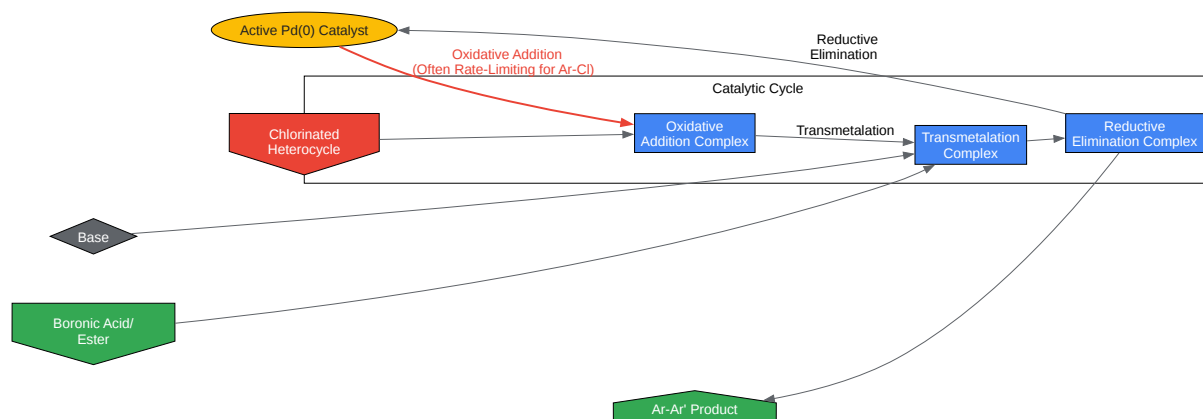 Active Pd(0) Catalyst
Reductive
Elimination
Oxidative Addition
(Often Rate-Limiting for Ar-Cl)
Catalytic Cycle
Chlorinated
Heterocycle
Oxidative
Addition Complex
Transmetalation
Transmetalation
Complex
Reductive
Elimination Complex
Base
Boronic Acid/
Ester
Ar-Ar' Product